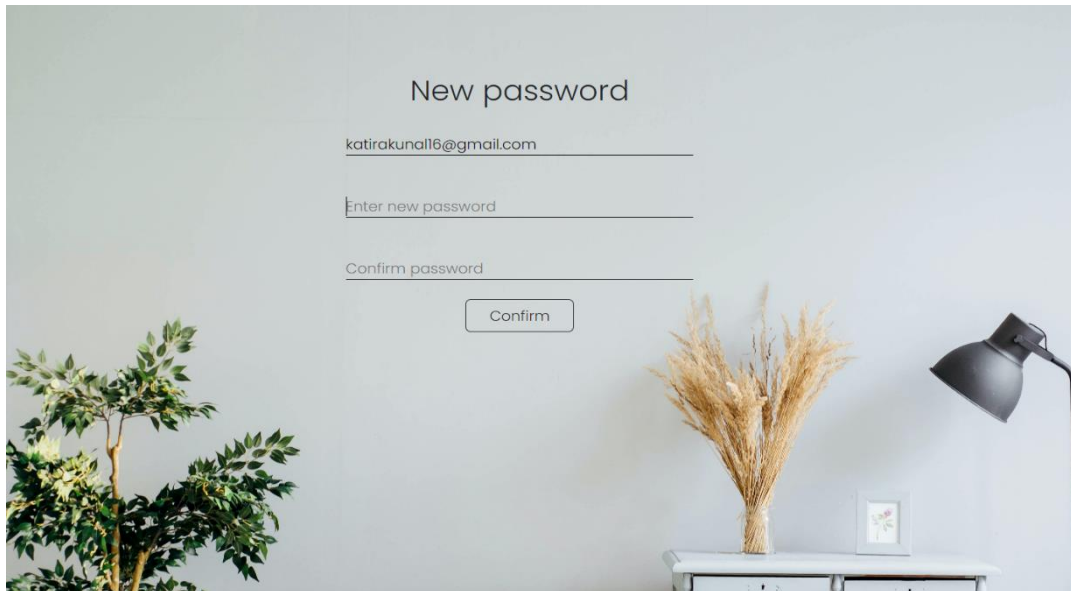 New password
katirakunal16@gmail.com
Enter new password
Confirm password
Confirm